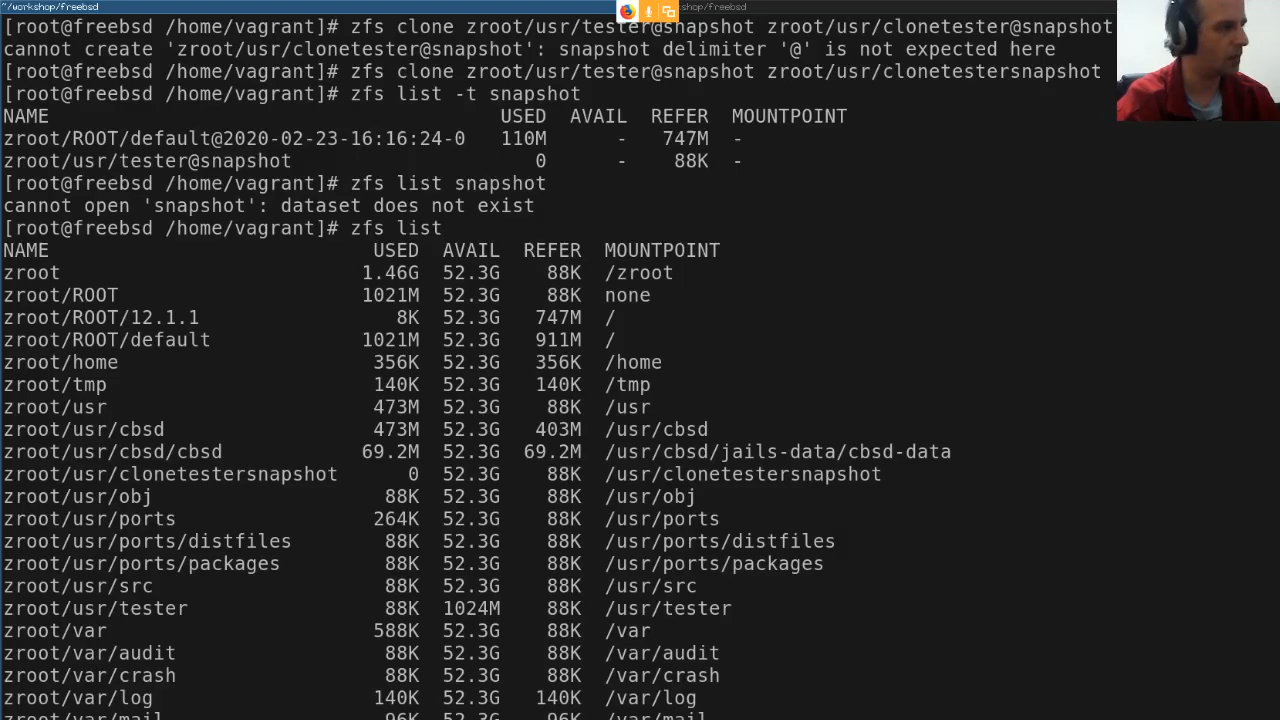 ~/workshop/freebsd
shop/freebsd
[root@freebsd /home/vagrant]# zfs clone zroot/usr/tester@snapshot zroot/usr/clonetester@snapshot
cannot create 'zroot/usr/clonetester@snapshot': snapshot delimiter '@' is not expected here
[root@freebsd /home/vagrant]# zfs clone zroot/usr/tester@snapshot zroot/usr/clonetestersnapshot
[root@freebsd /home/vagrant]# zfs list -t snapshot
NAME USED AVAIL REFER MOUNTPOINT
zroot/ROOT/default@2020-02-23-16:16:24-0 110M - 747M -
zroot/usr/tester@snapshot 0 - 88K -
[root@freebsd /home/vagrant]# zfs list snapshot
cannot open 'snapshot': dataset does not exist
[root@freebsd /home/vagrant]# zfs list
NAME USED AVAIL REFER MOUNTPOINT
zroot 1.46G 52.3G 88K /zroot
zroot/ROOT 1021M 52.3G 88K none
zroot/ROOT/12.1.1 8K 52.3G 747M /
zroot/ROOT/default 1021M 52.3G 911M /
zroot/home 356K 52.3G 356K /home
zroot/tmp 140K 52.3G 140K /tmp
zroot/usr 473M 52.3G 88K /usr
zroot/usr/cbsd 473M 52.3G 403M /usr/cbsd
zroot/usr/cbsd/cbsd 69.2M 52.3G 69.2M /usr/cbsd/jails-data/cbsd-data
zroot/usr/clonetestersnapshot 0 52.3G 88K /usr/clonetestersnapshot
zroot/usr/obj 88K 52.3G 88K /usr/obj
zroot/usr/ports 264K 52.3G 88K /usr/ports
zroot/usr/ports/distfiles 88K 52.3G 88K /usr/ports/distfiles
zroot/usr/ports/packages 88K 52.3G 88K /usr/ports/packages
zroot/usr/src 88K 52.3G 88K /usr/src
zroot/usr/tester 88K 1024M 88K /usr/tester
zroot/var 588K 52.3G 88K /var
zroot/var/audit 88K 52.3G 88K /var/audit
zroot/var/crash 88K 52.3G 88K /var/crash
zroot/var/log 140K 52.3G 140K /var/log
zroot/var/mail 96K 52.3G 96K /var/mail